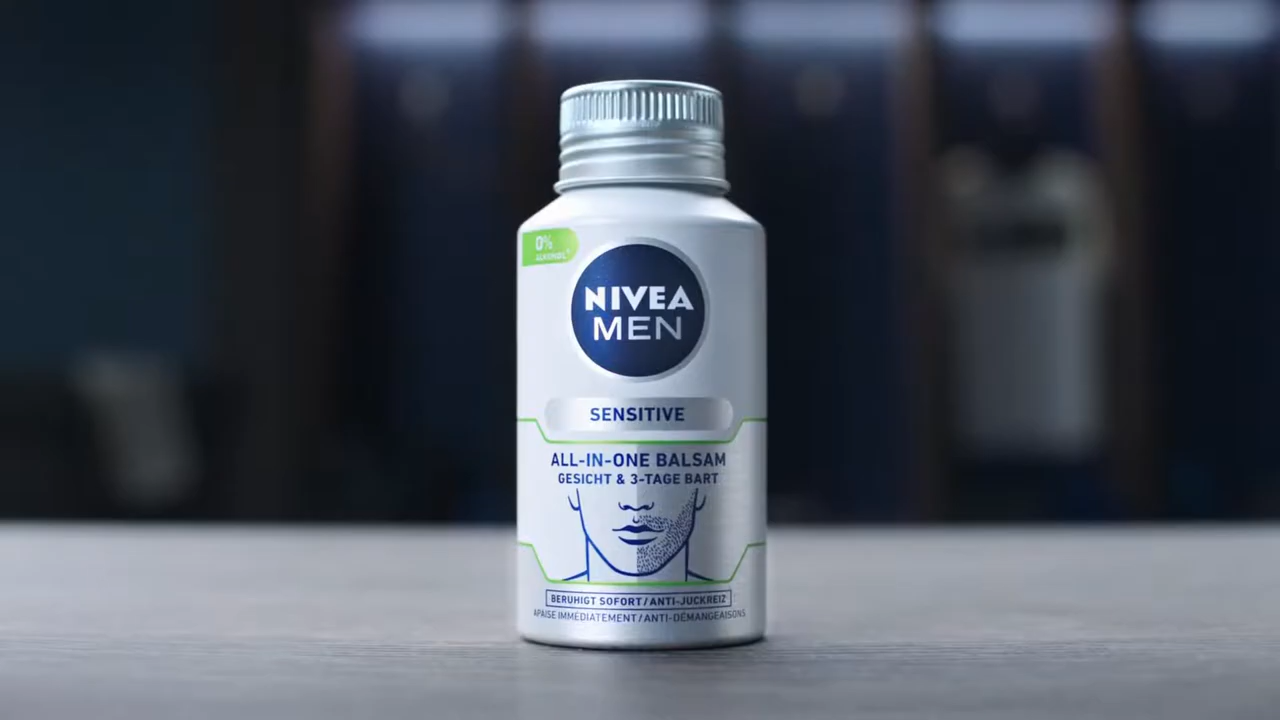 0%
ALKOHOL*
NIVEA
MEN
SENSITIVE
ALL-IN-ONE BALSAM
GESICHT & 3-TAGE BART
BERUHIGT SOFORT/ANTI-JUCKREIZ
APAISE IMMÉDIATEMENT/ANTI-DÉMANGEAISONS